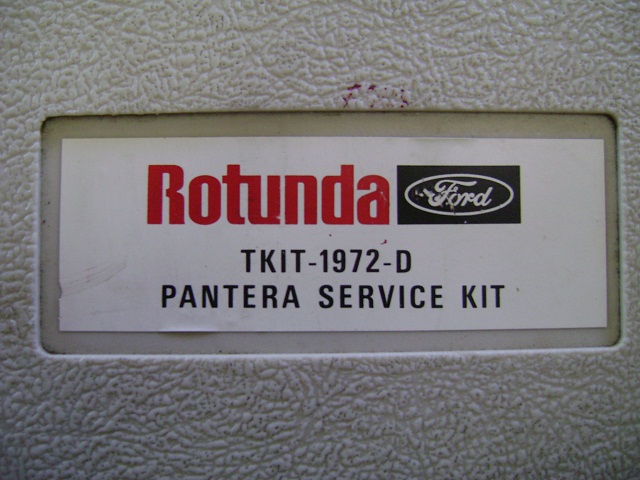 Rotunda Ford
TKIT-1972-D
PANTERA SERVICE KIT